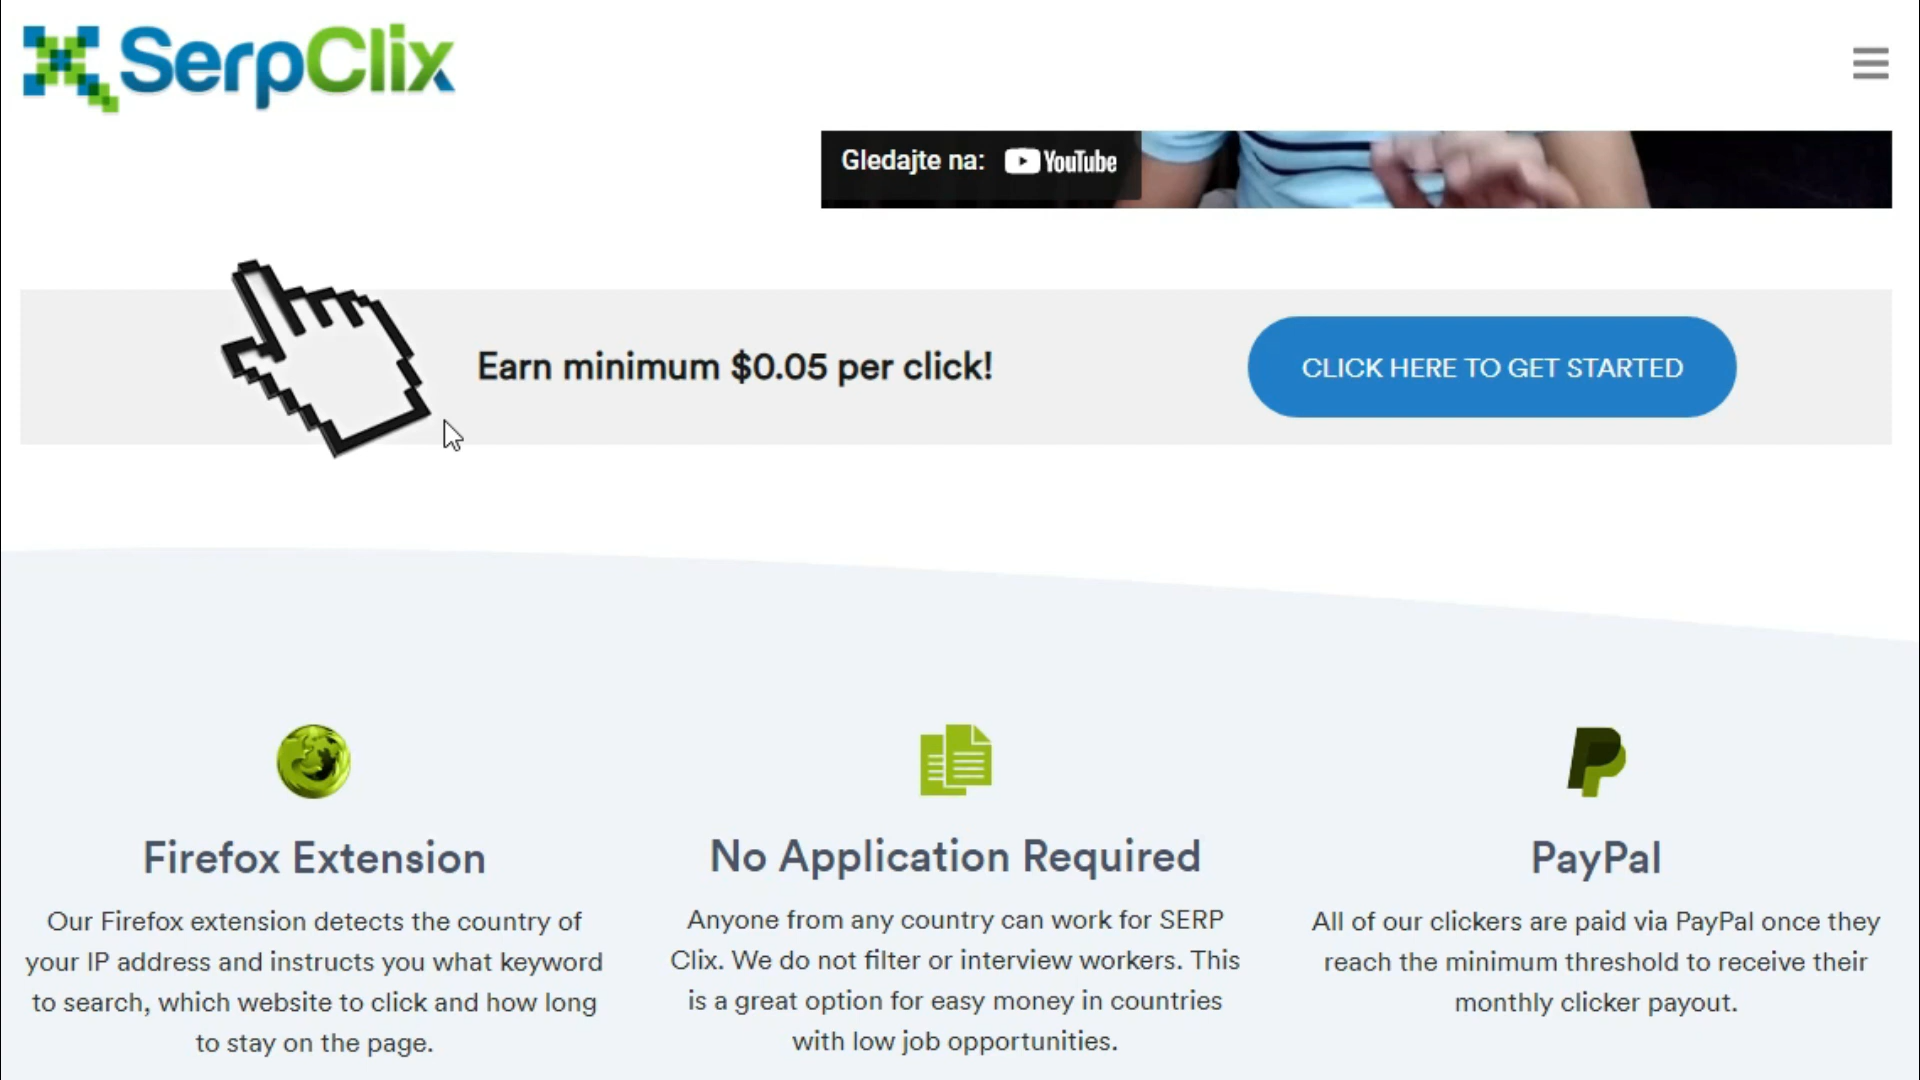 SerpClix
Gledajte na: YouTube
Earn minimum $0.05 per click!
CLICK HERE TO GET STARTED
Firefox Extension
Our Firefox extension detects the country of
your IP address and instructs you what keyword
to search, which website to click and how long
to stay on the page.
No Application Required
Anyone from any country can work for SERP
Clix. We do not filter or interview workers. This
is a great option for easy money in countries
with low job opportunities.
PayPal
All of our clickers are paid via PayPal once they
reach the minimum threshold to receive their
monthly clicker payout.